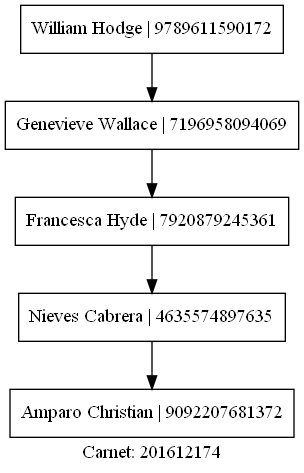 William Hodge | 9789611590172
Genevieve Wallace | 7196958094069
Francesca Hyde | 7920879245361
Nieves Cabrera | 4635574897635
Amparo Christian | 9092207681372
Carnet: 201612174